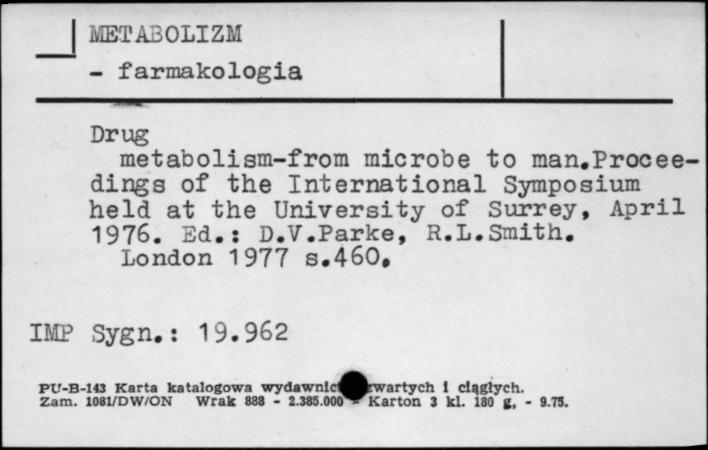 METABOLIZM
- farmakologia
Drug
metabolism-from microbe to man.Procee-
dings of the International Symposium
held at the University of Surrey, April
1976. Ed.: D.V.Parke, R.L.Smith.
London 1977 s.460.
IMP Sygn.: 19.962
PU-B-143 Karta katalogowa i ciągłych.
Zam. 1081/DW/ON Wrak 888 - 2.385.000 - Karton 3 kl. 180 g. - 9.75.